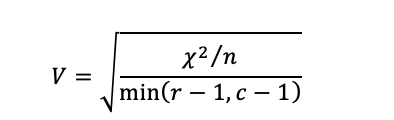 V = √((χ²/n) / min(r − 1, c − 1))